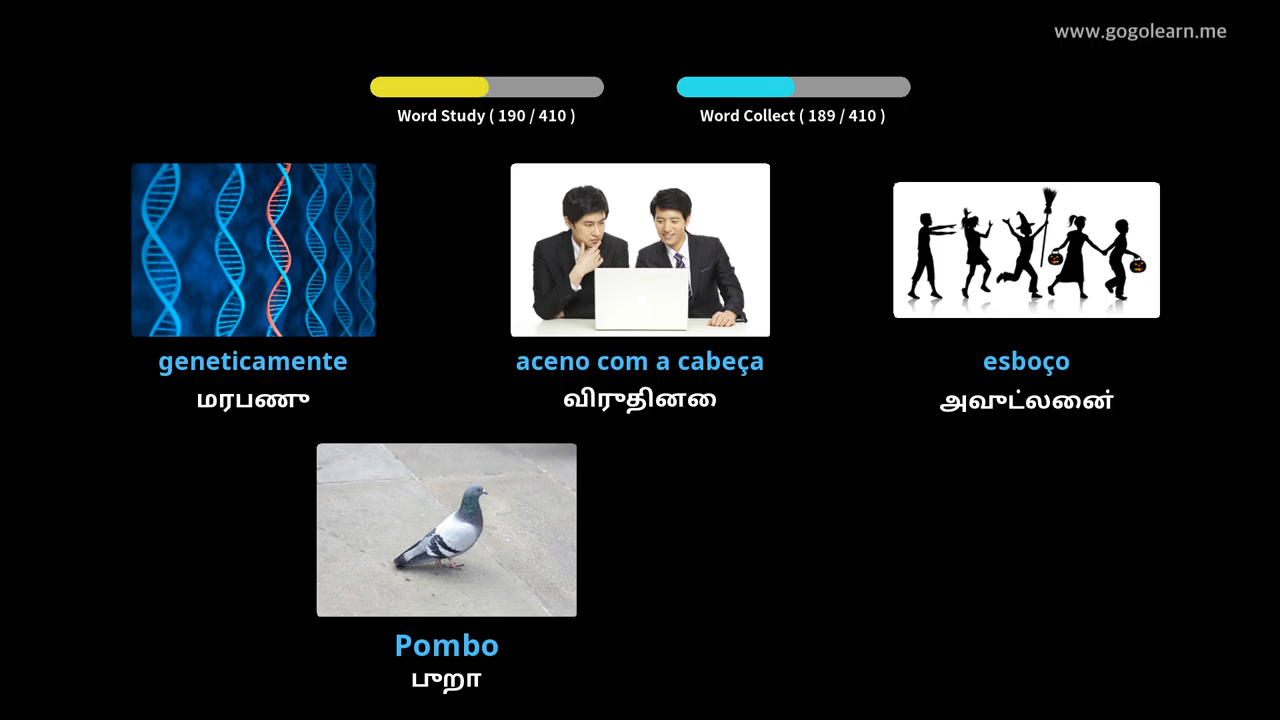 www.gogolearn.me
Word Study ( 190 / 410 )
Word Collect ( 189 / 410 )
geneticamente
மரபணு
aceno com a cabeça
விருதினை
esboço
அவுட்லைன்
Pombo
புறா